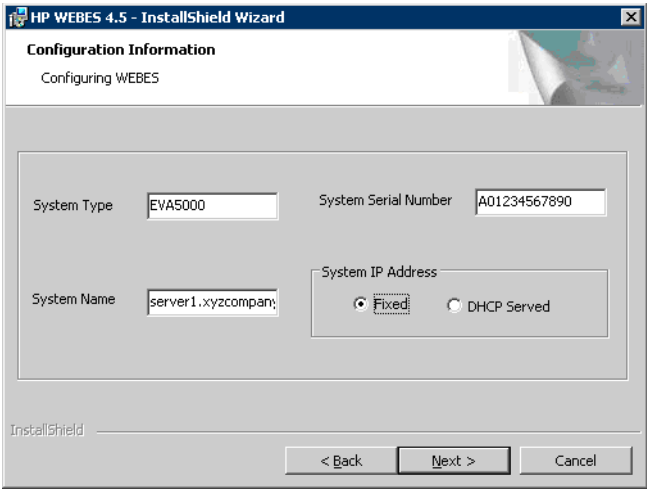 HP WEBES 4.5 - InstallShield Wizard
Configuration Information
Configuring WEBES
System Type
EVA5000
System Serial Number
A01234567890
System IP Address
System Name
server1.xyzcompany
Fixed
DHCP Served
InstallShield
< Back
Next >
Cancel